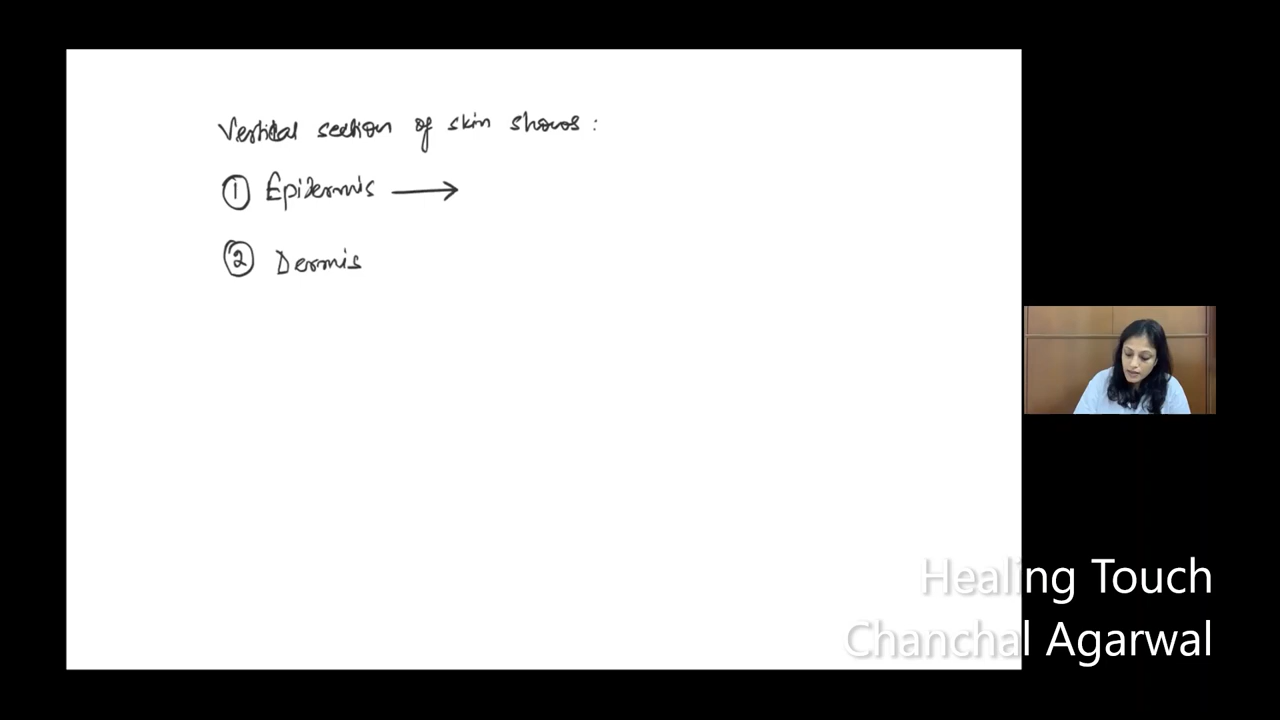 Vertical section of skin shows :
① Epidermis →
② Dermis
Healing Touch
Chanchal Agarwal